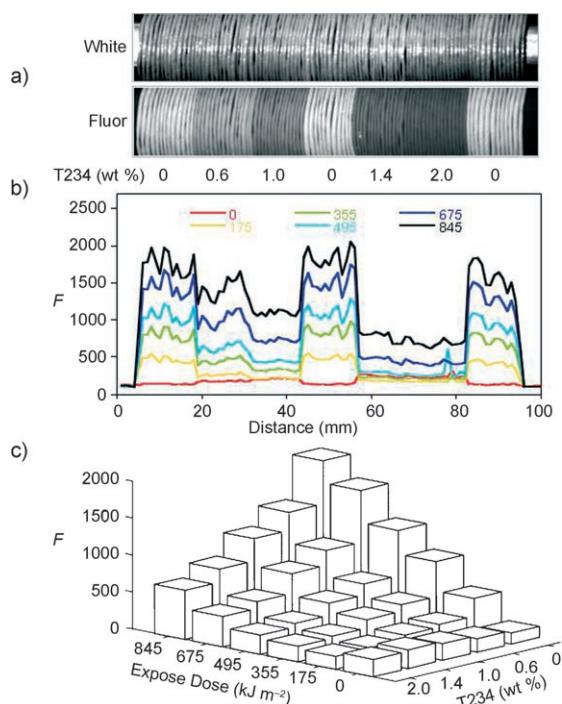 a)
White
Fluor
T234 (wt %) 0 0.6 1.0 0 1.4 2.0 0
b)
0 355 675
175 495 845
2000
1500
F
1000
500
0
0 20 40 60 80 100
Distance (mm)
c)
2000
1500
F
1000
500
0
845 675 495 355 175 0
Expose Dose (kJ m⁻²)
2.0 1.4 1.0 0.6 0
T234 (wt %)